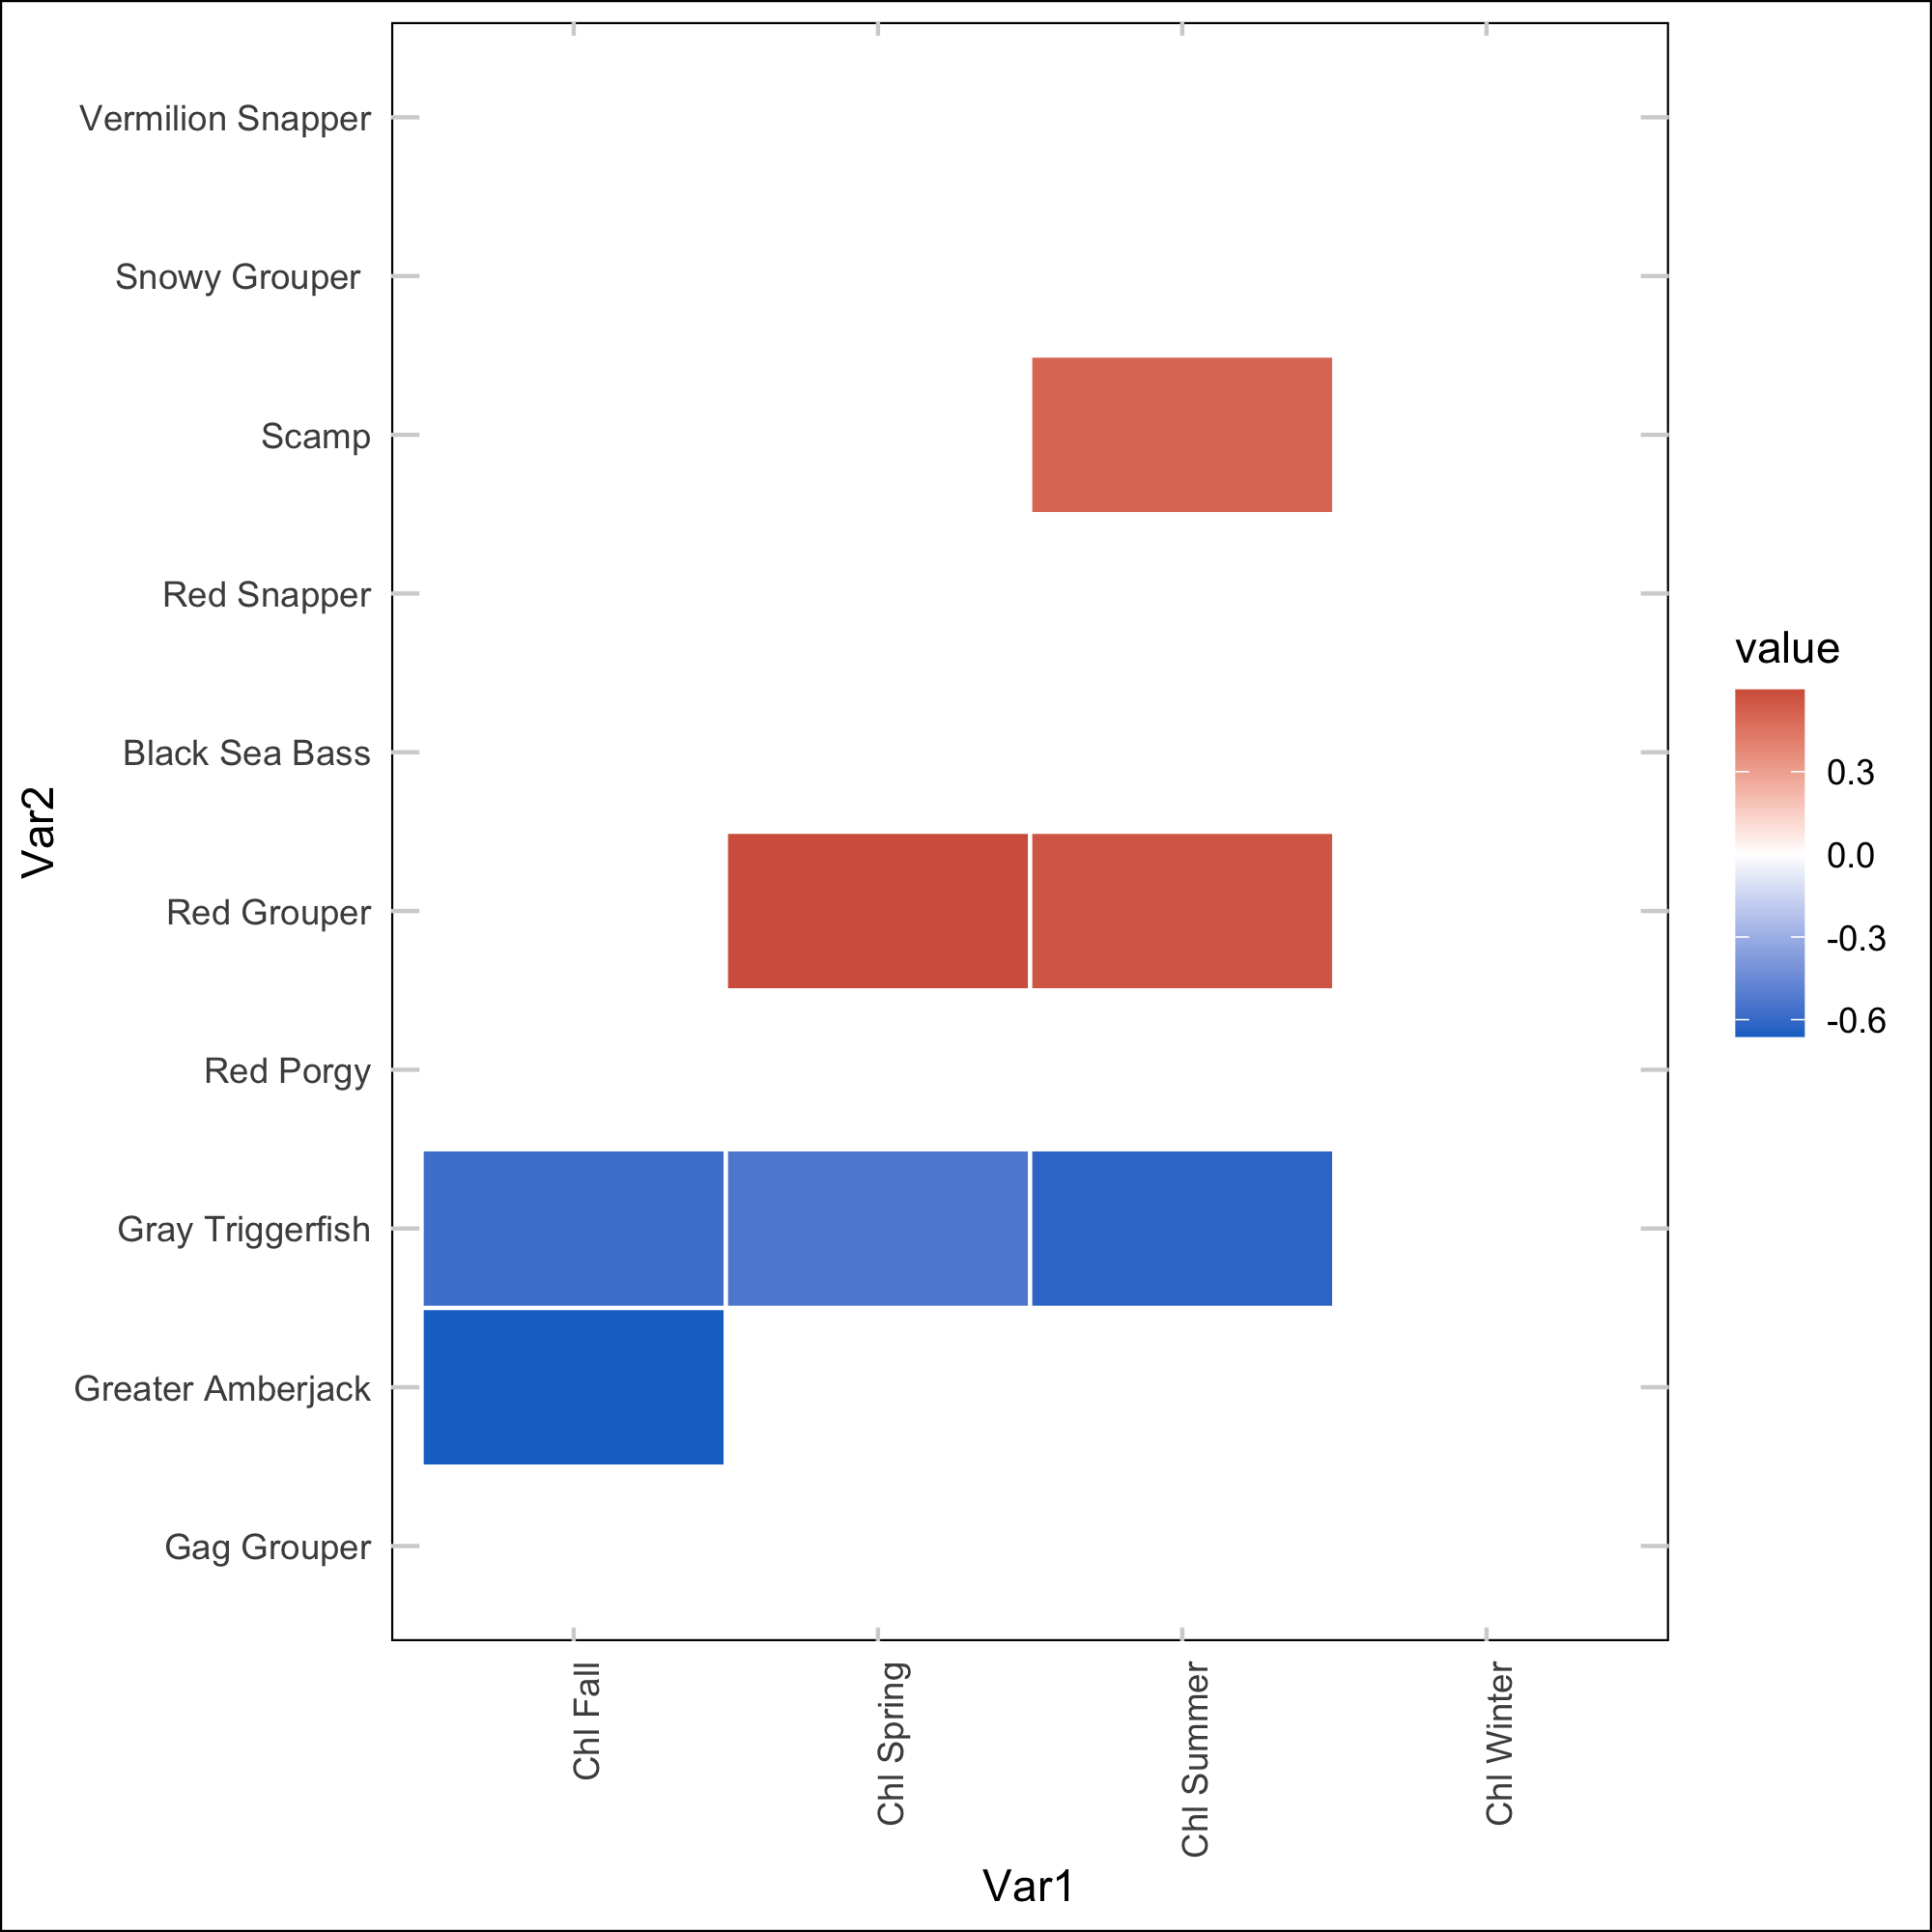 Vermilion Snapper
Snowy Grouper
Scamp
Red Snapper
Black Sea Bass
Red Grouper
Red Porgy
Gray Triggerfish
Greater Amberjack
Gag Grouper
Var2
Chl Fall
Chl Spring
Chl Summer
Chl Winter
Var1
value
0.3
0.0
-0.3
-0.6